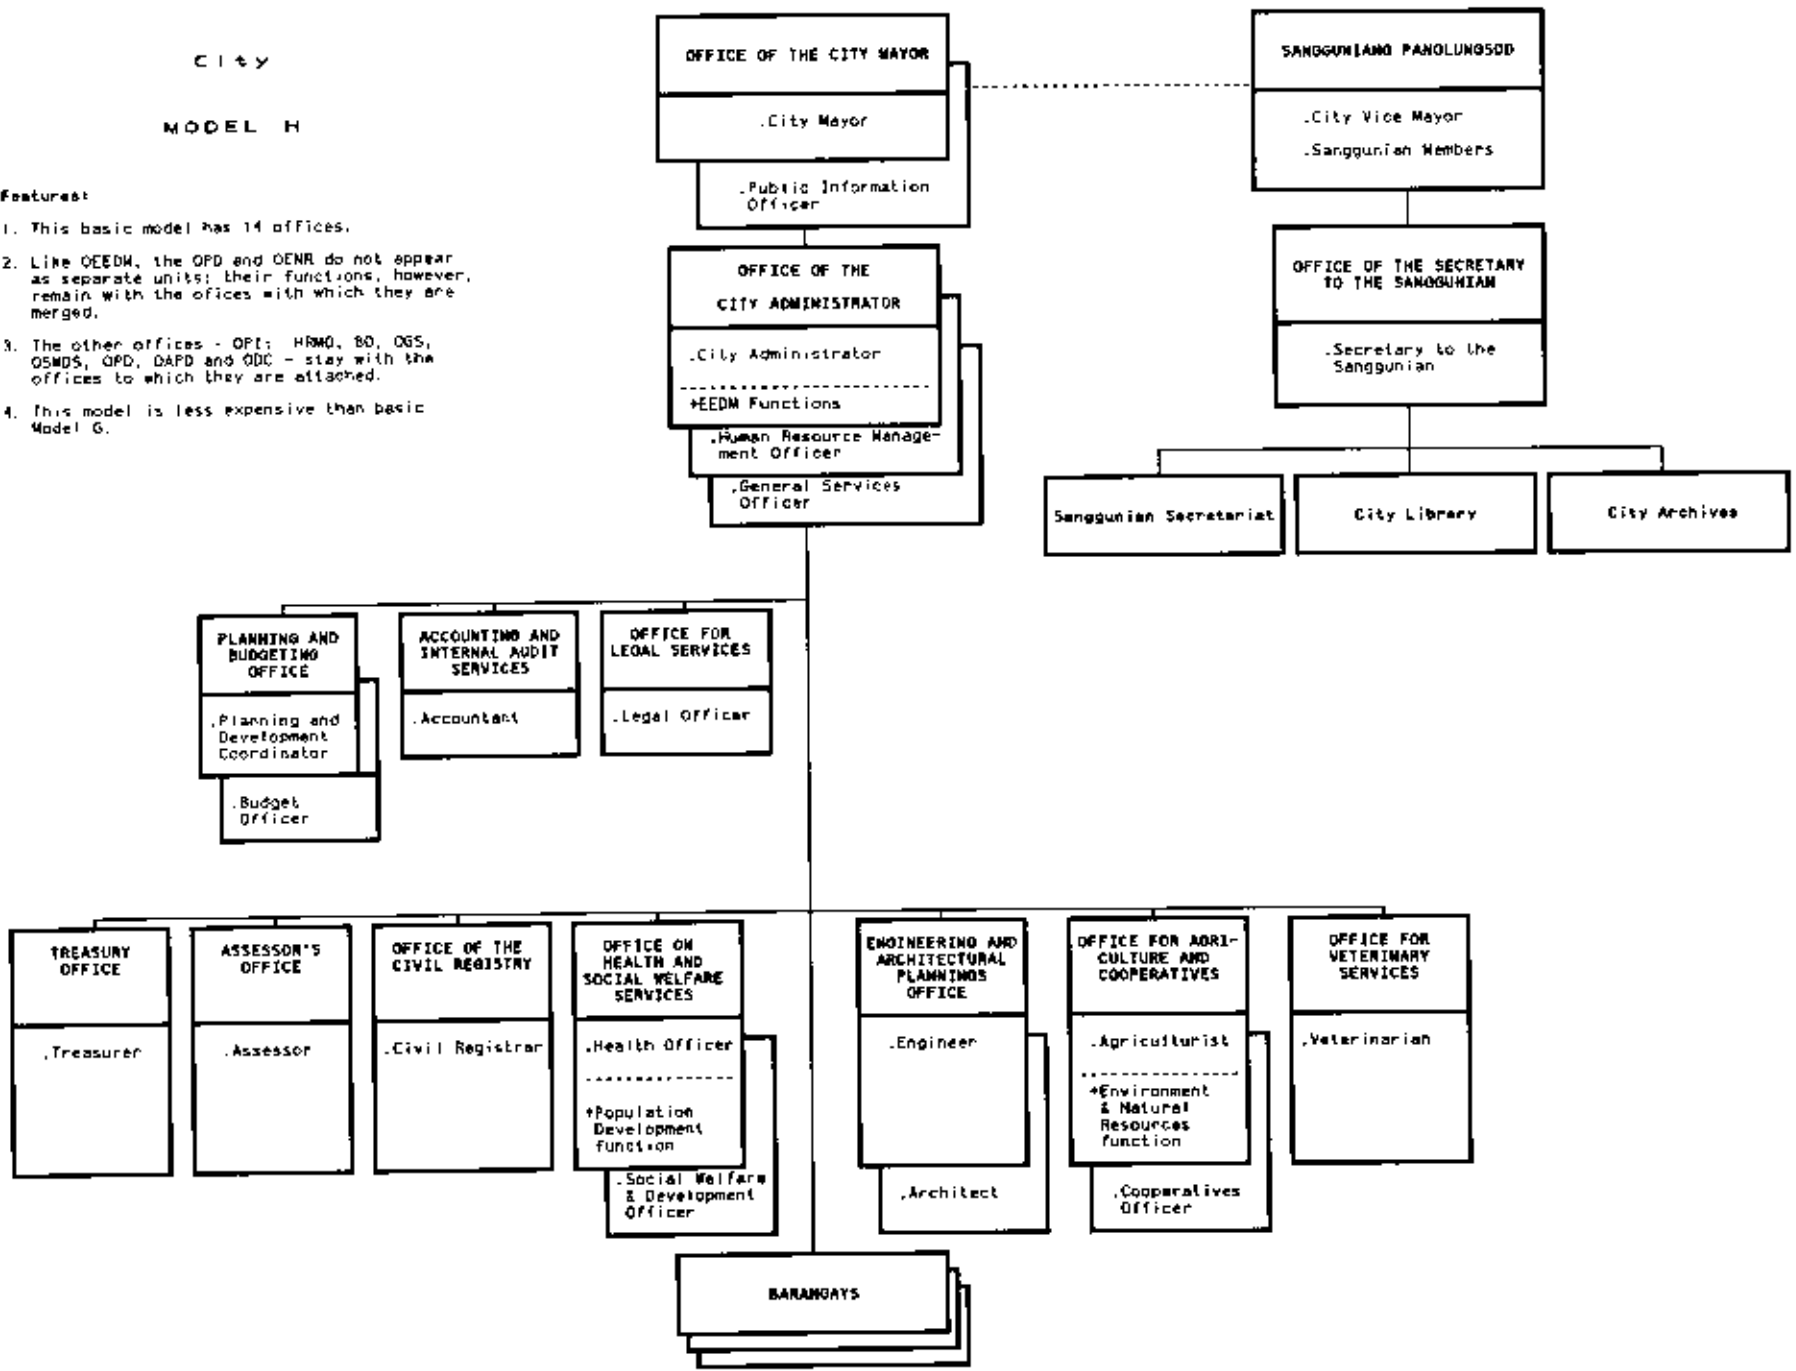 City
MODEL H
Features:
1. This basic model has 14 offices.
2. Like OEEDM, the OPD and OENR do not appear
as separate units; their functions, however,
remain with the ofices with which they are
merged.
3. The other offices - OPI; HRMO, BO, OGS,
OSWDS, OPD, OAPD and ODC - stay with the
offices to which they are attached.
4. This model is less expensive than basic
Model G.
OFFICE OF THE CITY MAYOR
.City Mayor
.Public Information
Officer
SANGGUNIANG PANGLUNGSOD
.City Vice Mayor
.Sanggunian Members
OFFICE OF THE
CITY ADMINISTRATOR
.City Administrator
+EEDM Functions
.Human Resource Manage-
ment Officer
.General Services
Officer
OFFICE OF THE SECRETARY
TO THE SANGGUNIAN
.Secretary to the
Sanggunian
Sanggunian Secretariat
City Library
City Archives
PLANNING AND
BUDGETING
OFFICE
.Planning and
Development
Coordinator
.Budget
Officer
ACCOUNTING AND
INTERNAL AUDIT
SERVICES
.Accountant
OFFICE FOR
LEGAL SERVICES
.Legal Officer
TREASURY
OFFICE
.Treasurer
ASSESSOR'S
OFFICE
.Assessor
OFFICE OF THE
CIVIL REGISTRY
.Civil Registrar
OFFICE ON
HEALTH AND
SOCIAL WELFARE
SERVICES
.Health Officer
+Population
Development
function
.Social Welfare
& Development
Officer
ENGINEERING AND
ARCHITECTURAL
PLANNINGS
OFFICE
.Engineer
.Architect
OFFICE FOR AGRI-
CULTURE AND
COOPERATIVES
.Agriculturist
+Environment
& Natural
Resources
function
.Cooperatives
Officer
OFFICE FOR
VETERINARY
SERVICES
.Veterinarian
BARANGAYS